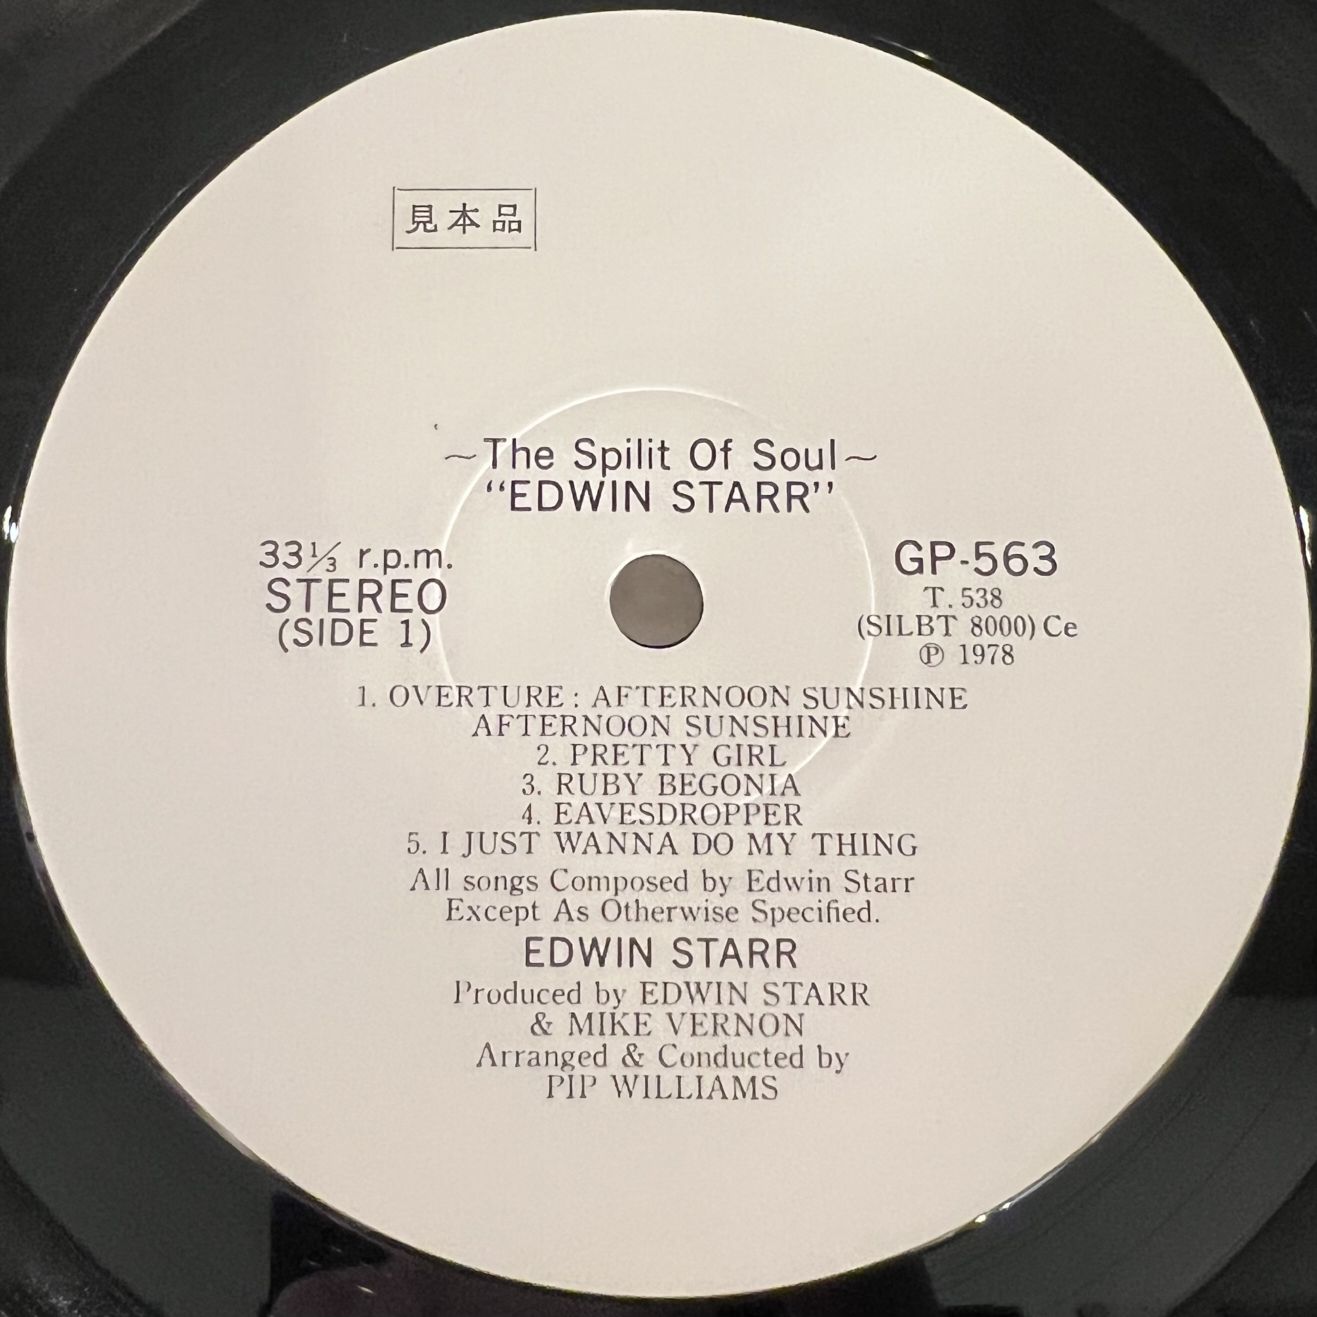 見本品
~The Spilit Of Soul~
“EDWIN STARR”
33⅓ r.p.m.
STEREO
(SIDE 1)
GP-563
T. 538
(SILBT 8000) Ce
℗ 1978
1. OVERTURE : AFTERNOON SUNSHINE
AFTERNOON SUNSHINE
2. PRETTY GIRL
3. RUBY BEGONIA
4. EAVESDROPPER
5. I JUST WANNA DO MY THING
All songs Composed by Edwin Starr
Except As Otherwise Specified.
EDWIN STARR
Produced by EDWIN STARR
& MIKE VERNON
Arranged & Conducted by
PIP WILLIAMS